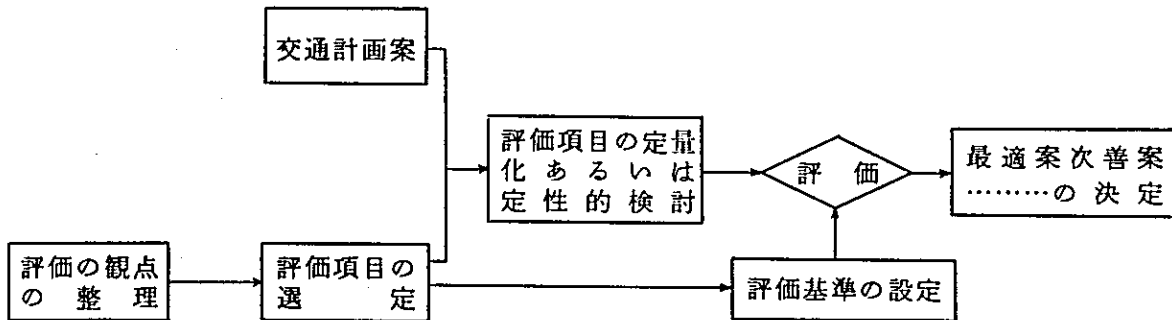 交通計画案
評価項目の定量
化あるいは
定性的検討
評価
最適案次善案
………の決定
評価の観点
の整理
評価項目の
選定
評価基準の設定